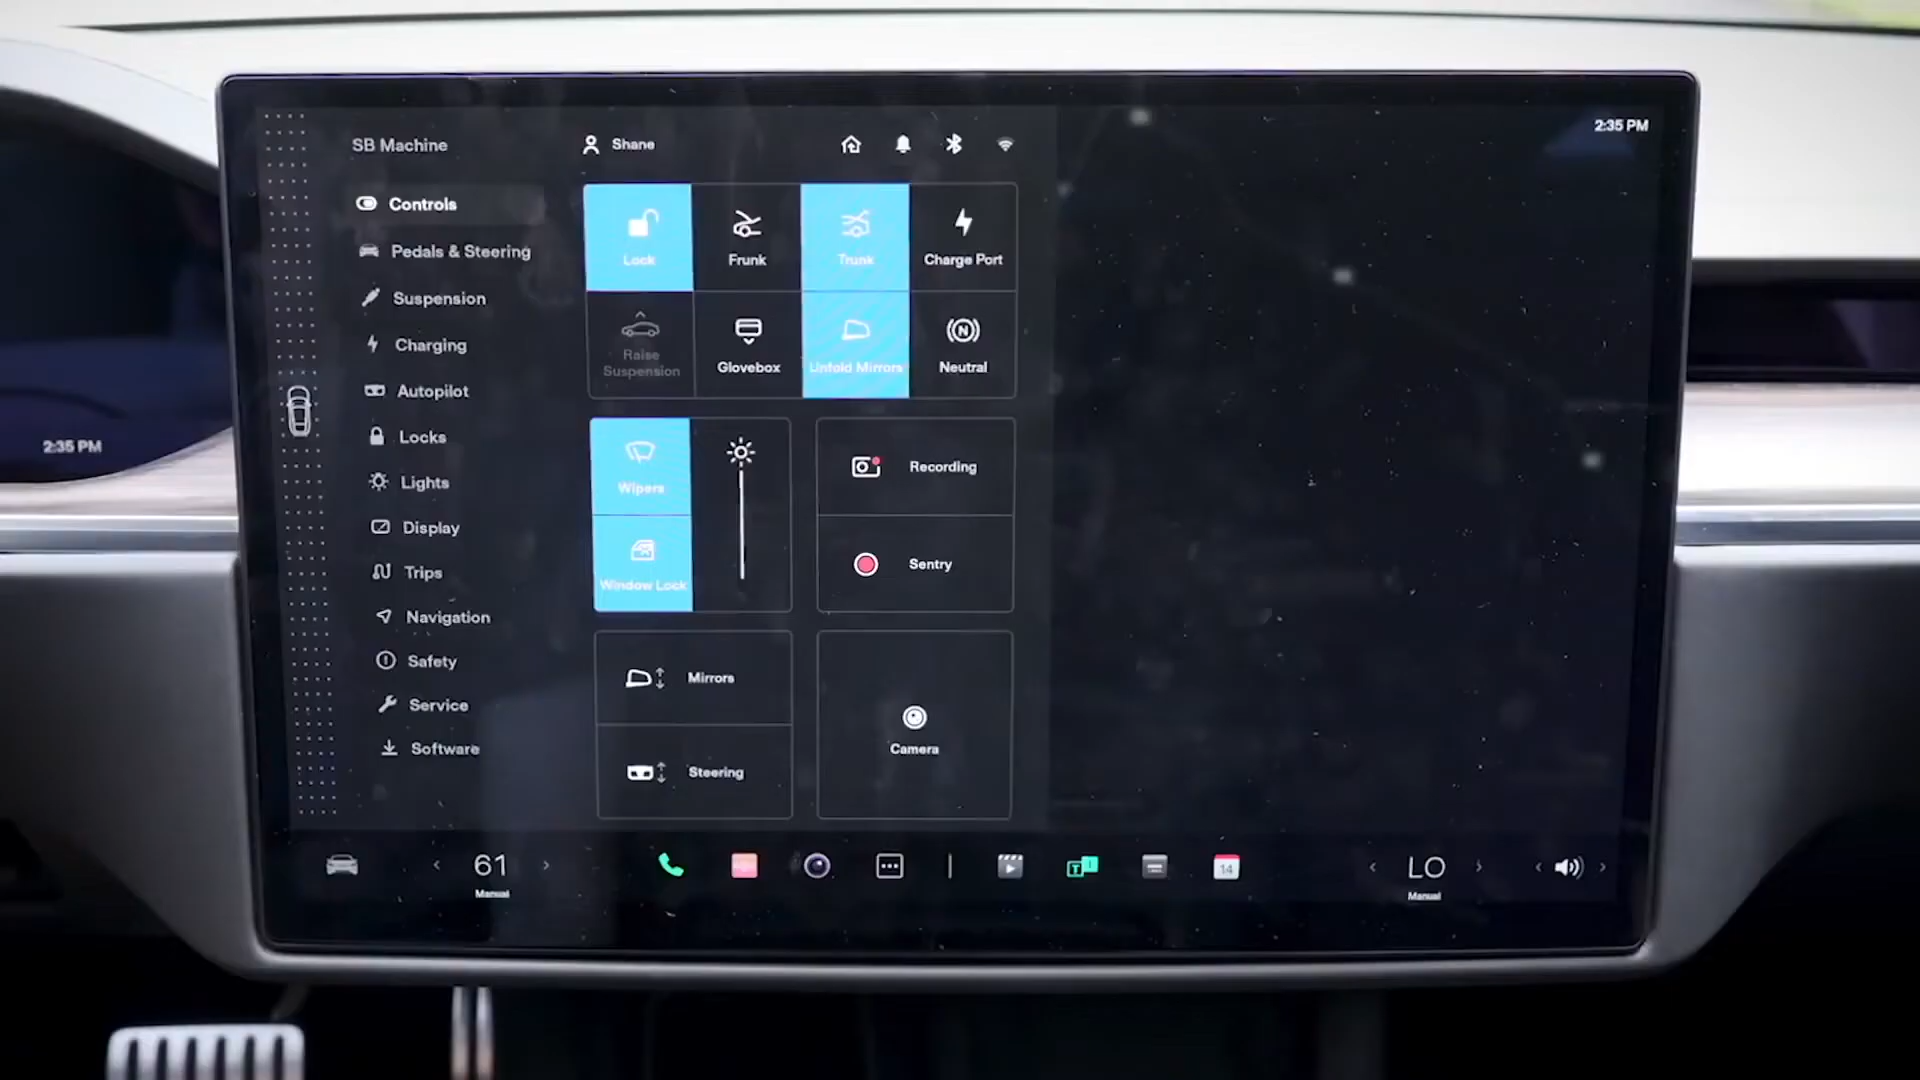 2:35 PM
SB Machine
Shane
Controls
Pedals & Steering
Suspension
Charging
Autopilot
Locks
Lights
Display
Trips
Navigation
Safety
Service
Software
Lock
Frunk
Trunk
Charge Port
Raise
Suspension
Glovebox
Unfold Mirrors
N
Neutral
Wipers
Window Lock
Recording
Sentry
Mirrors
Steering
Camera
2:35 PM
61
Manual
T
14
LO
Manual